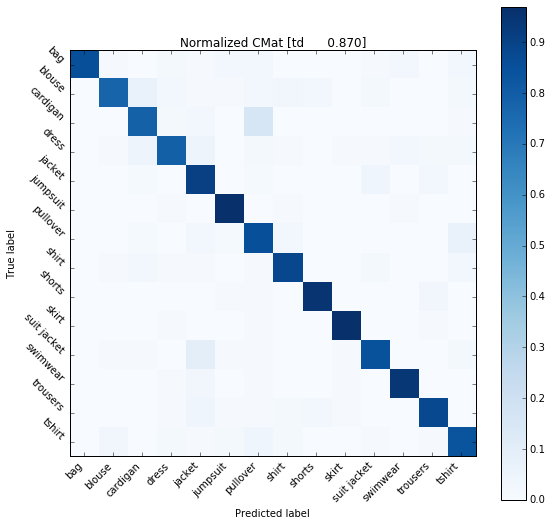 Normalized CMat [td      0.870]
True label
bag
blouse
cardigan
dress
jacket
jumpsuit
pullover
shirt
shorts
skirt
suit jacket
swimwear
trousers
tshirt
bag
blouse
cardigan
dress
jacket
jumpsuit
pullover
shirt
shorts
skirt
suit jacket
swimwear
trousers
tshirt
Predicted label
0.9
0.8
0.7
0.6
0.5
0.4
0.3
0.2
0.1
0.0